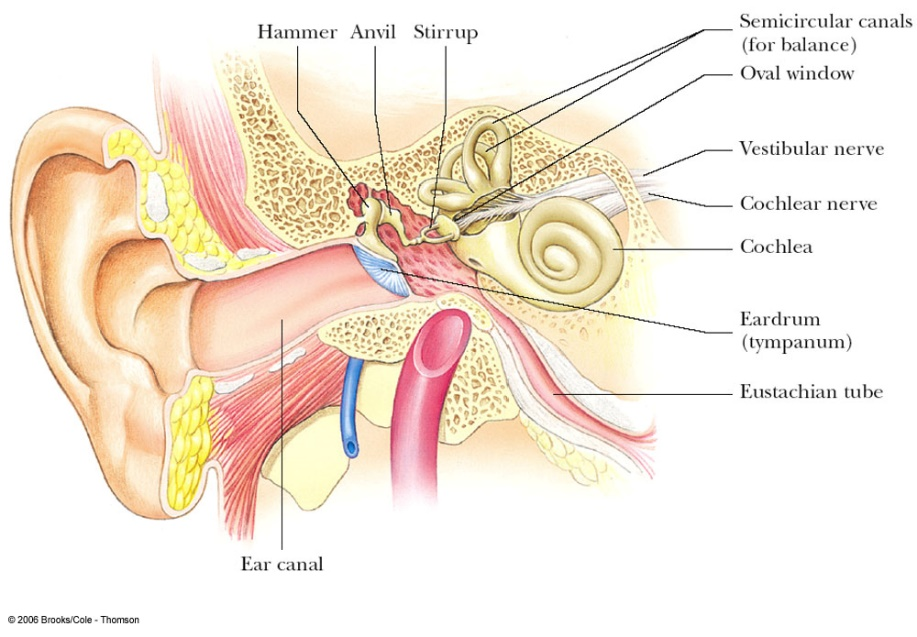 Hammer Anvil Stirrup
Semicircular canals
(for balance)
Oval window
Vestibular nerve
Cochlear nerve
Cochlea
Eardrum
(tympanum)
Eustachian tube
Ear canal
© 2006 Brooks/Cole - Thomson